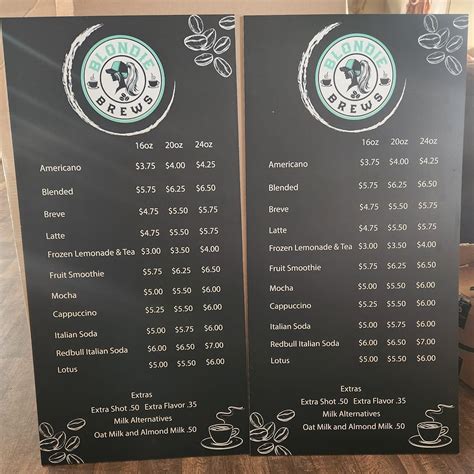 BLONDIE
BREWS
16oz 20oz 24oz
Americano $3.75 $4.00 $4.25
Blended $5.75 $6.25 $6.50
Breve $4.75 $5.50 $5.75
Latte $4.75 $5.50 $5.75
Frozen Lemonade & Tea $3.00 $3.50 $4.00
Fruit Smoothie $5.75 $6.25 $6.50
Mocha $5.00 $5.50 $6.00
Cappuccino $5.25 $5.50 $6.00
Italian Soda $5.00 $5.50 $6.00
Redbull Italian Soda $6.00 $6.50 $7.00
Lotus $5.00 $5.50 $6.00
Extras
Extra Shot .50 Extra Flavor .35
Milk Alternatives
Oat Milk and Almond Milk .50
BLONDIE
BREWS
16oz 20oz 24oz
Americano $3.75 $4.00 $4.25
Blended $5.75 $6.25 $6.50
Breve $4.75 $5.50 $5.75
Latte $4.75 $5.50 $5.75
Frozen Lemonade & Tea $3.00 $3.50 $4.00
Fruit Smoothie $5.75 $6.25 $6.50
Mocha $5.00 $5.50 $6.00
Cappuccino $5.25 $5.50 $6.00
Italian Soda $5.00 $5.50 $6.00
Redbull Italian Soda $6.00 $6.50 $7.00
Lotus $5.00 $5.50 $6.00
Extras
Extra Shot .50 Extra Flavor .35
Milk Alternatives
Oat Milk and Almond Milk .50